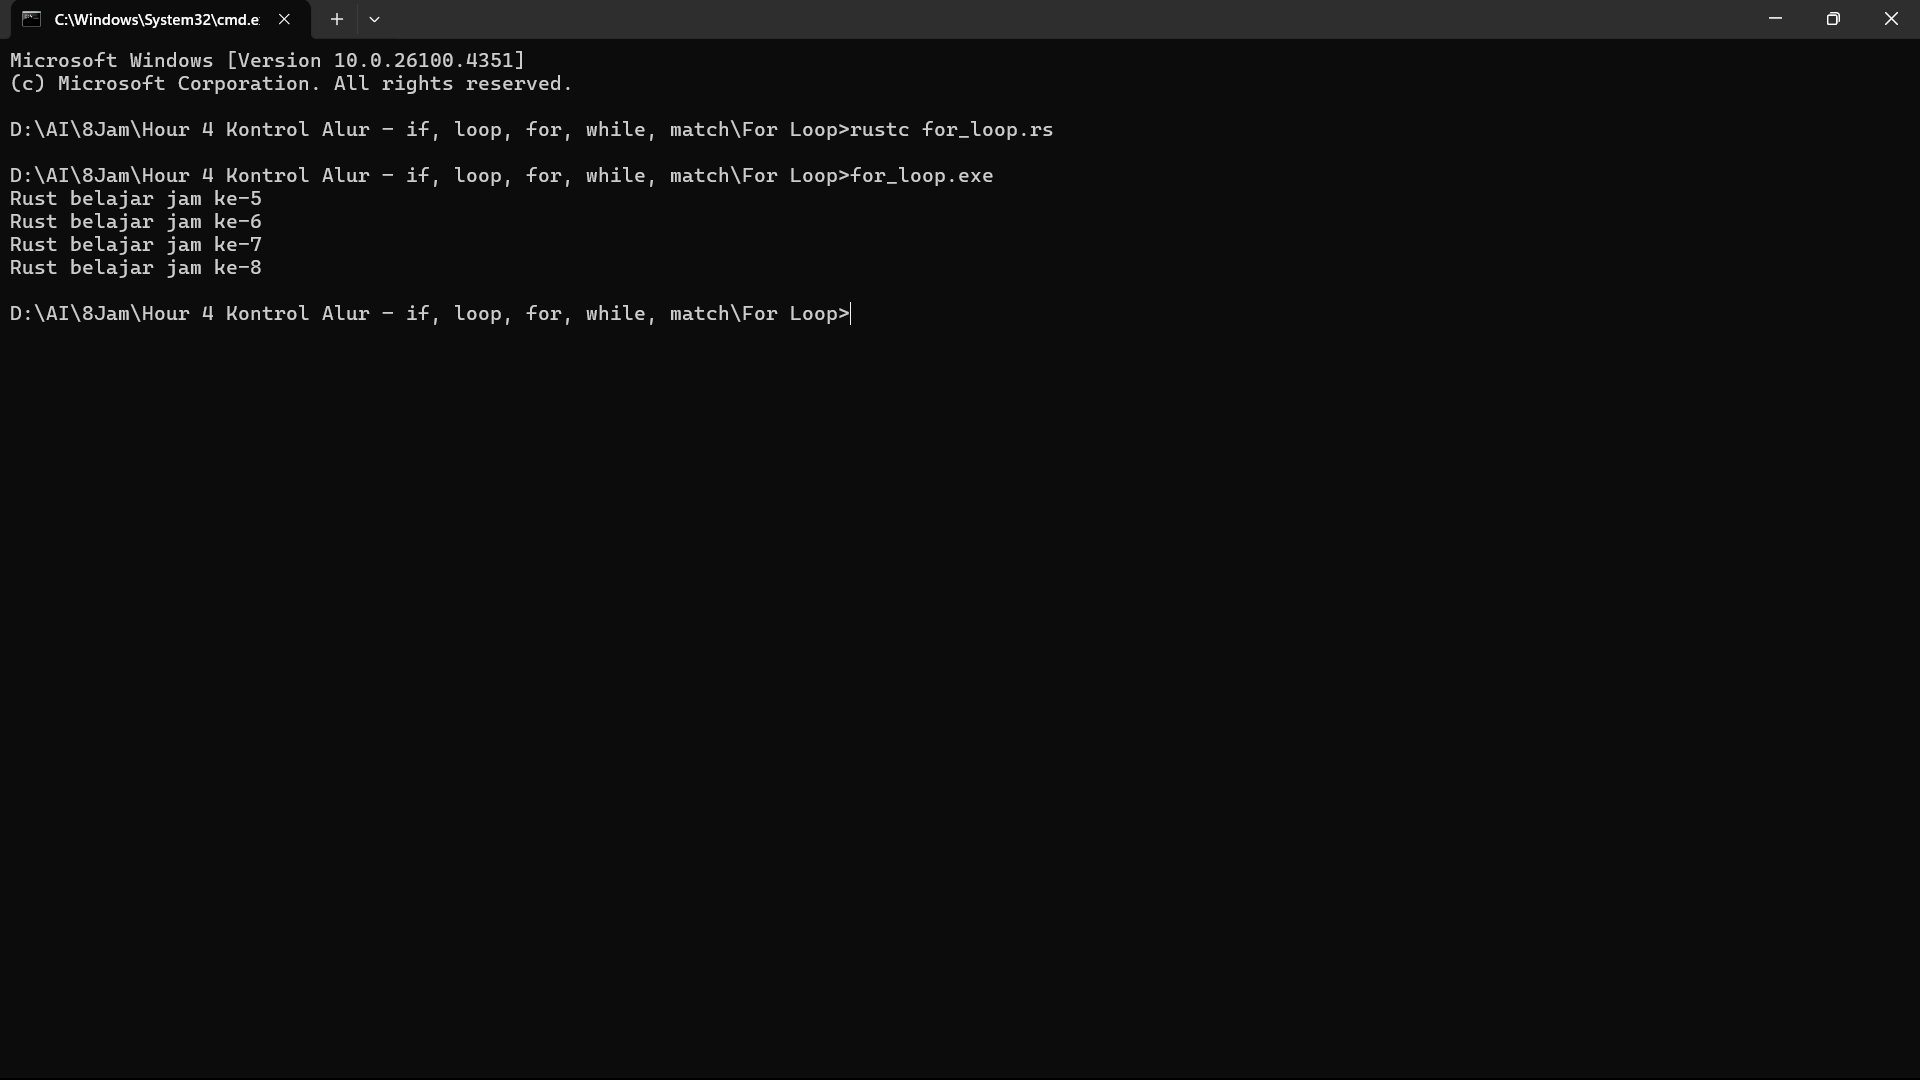 C:\Windows\System32\cmd.e
Microsoft Windows [Version 10.0.26100.4351]
(c) Microsoft Corporation. All rights reserved.
D:\AI\8Jam\Hour 4 Kontrol Alur – if, loop, for, while, match\For Loop>rustc for_loop.rs
D:\AI\8Jam\Hour 4 Kontrol Alur – if, loop, for, while, match\For Loop>for_loop.exe
Rust belajar jam ke-5
Rust belajar jam ke-6
Rust belajar jam ke-7
Rust belajar jam ke-8
D:\AI\8Jam\Hour 4 Kontrol Alur – if, loop, for, while, match\For Loop>